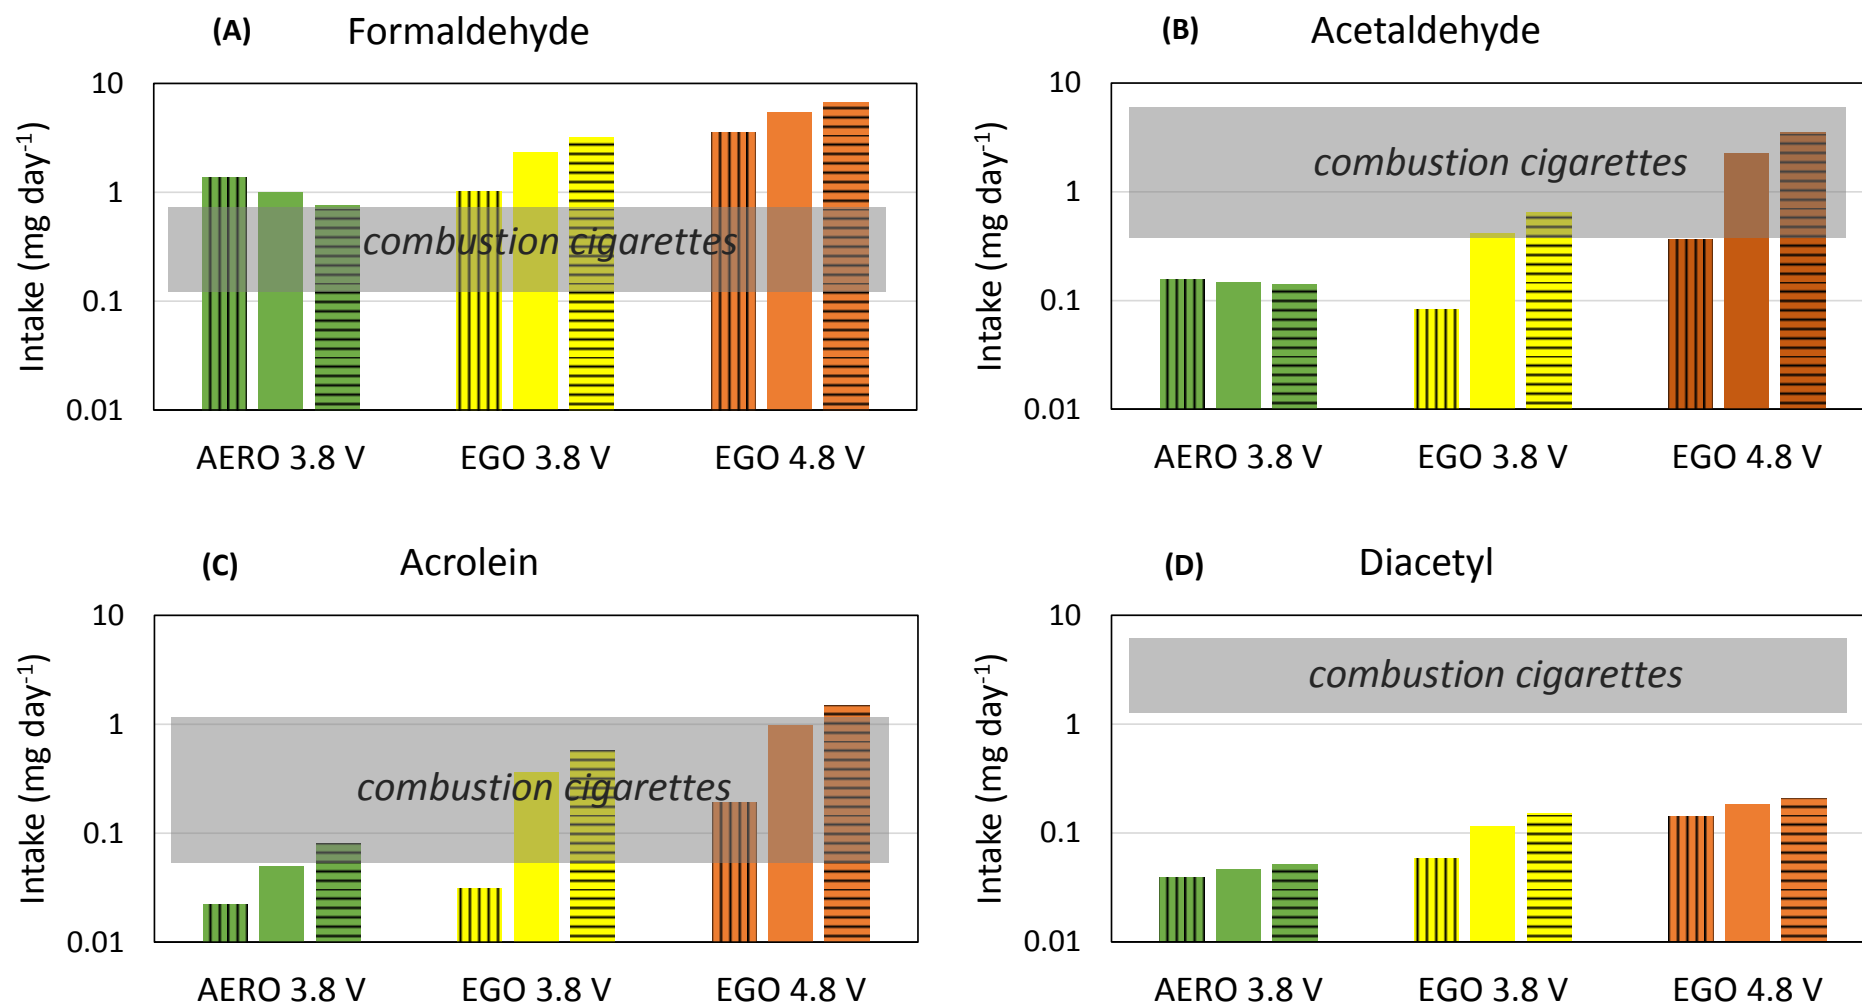 (A) Formaldehyde
Intake (mg day⁻¹)
10
1
0.1
0.01
combustion cigarettes
AERO 3.8 V EGO 3.8 V EGO 4.8 V
(B) Acetaldehyde
Intake (mg day⁻¹)
10
1
0.1
0.01
combustion cigarettes
AERO 3.8 V EGO 3.8 V EGO 4.8 V
(C) Acrolein
Intake (mg day⁻¹)
10
1
0.1
0.01
combustion cigarettes
AERO 3.8 V EGO 3.8 V EGO 4.8 V
(D) Diacetyl
Intake (mg day⁻¹)
10
1
0.1
0.01
combustion cigarettes
AERO 3.8 V EGO 3.8 V EGO 4.8 V